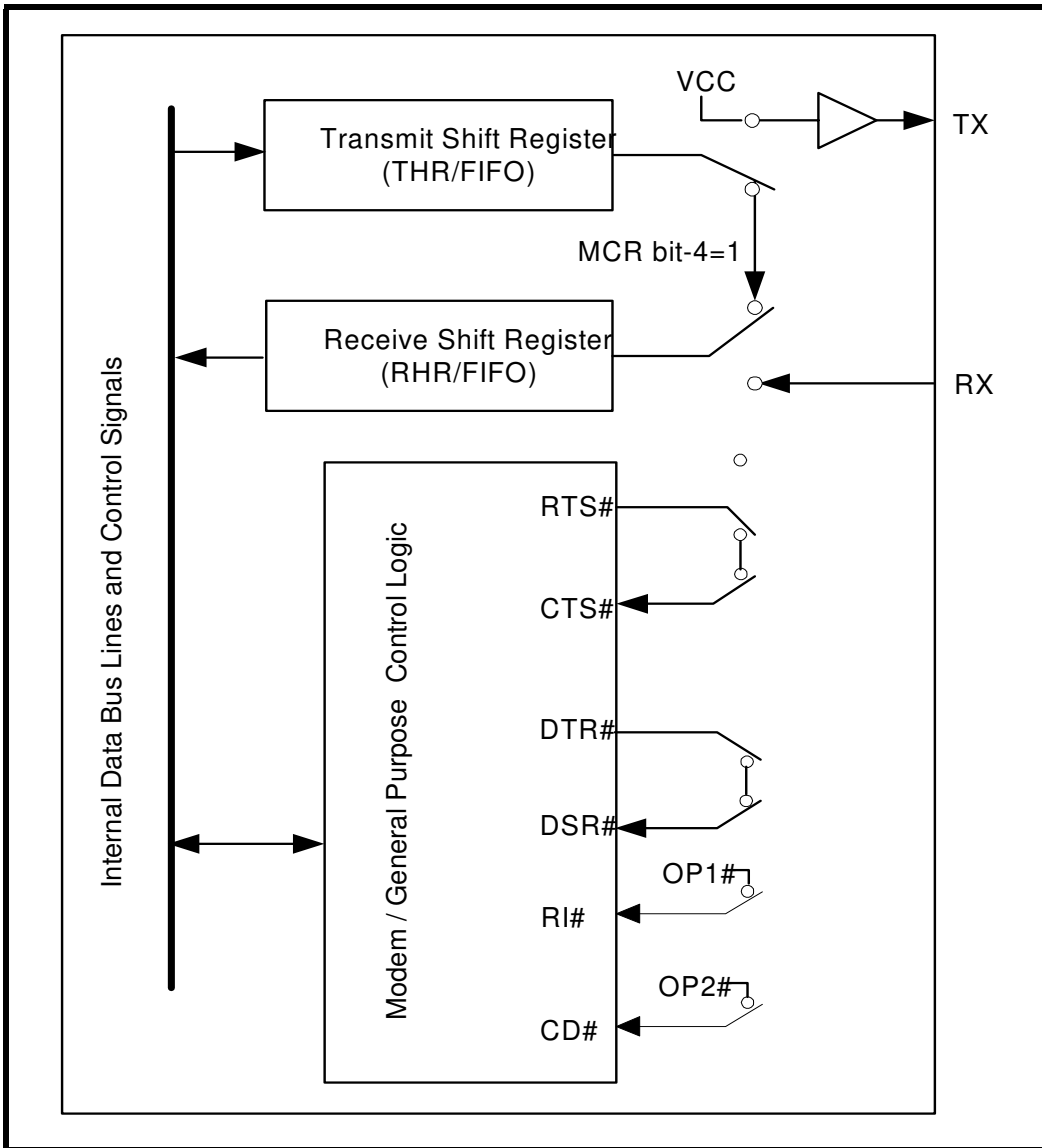 VCC
TX
Transmit Shift Register
(THR/FIFO)
MCR bit-4=1
Receive Shift Register
(RHR/FIFO)
RX
Internal Data Bus Lines and Control Signals
Modem / General Purpose Control Logic
RTS#
CTS#
DTR#
DSR#
OP1#
RI#
OP2#
CD#